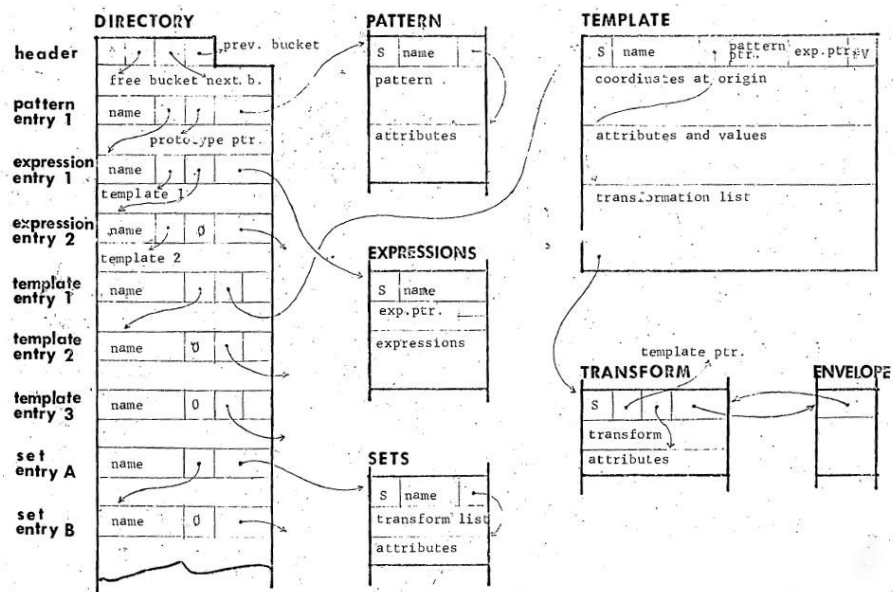 DIRECTORY
header
prev. bucket
free bucket next b.
pattern entry 1
name
prototype ptr.
expression entry 1
name
template 1
expression entry 2
name 0
template 2
template entry 1
name
template entry 2
name 0
template entry 3
name 0
set entry A
name
set entry B
name 0
PATTERN
S name
pattern
attributes
EXPRESSIONS
S name
exp.ptr.
expressions
SETS
S name
transform list
attributes
TEMPLATE
S name pattern ptr. exp.ptr. #V
coordinates at origin
attributes and values
transformation list
template ptr.
TRANSFORM
S
transform
attributes
ENVELOPE